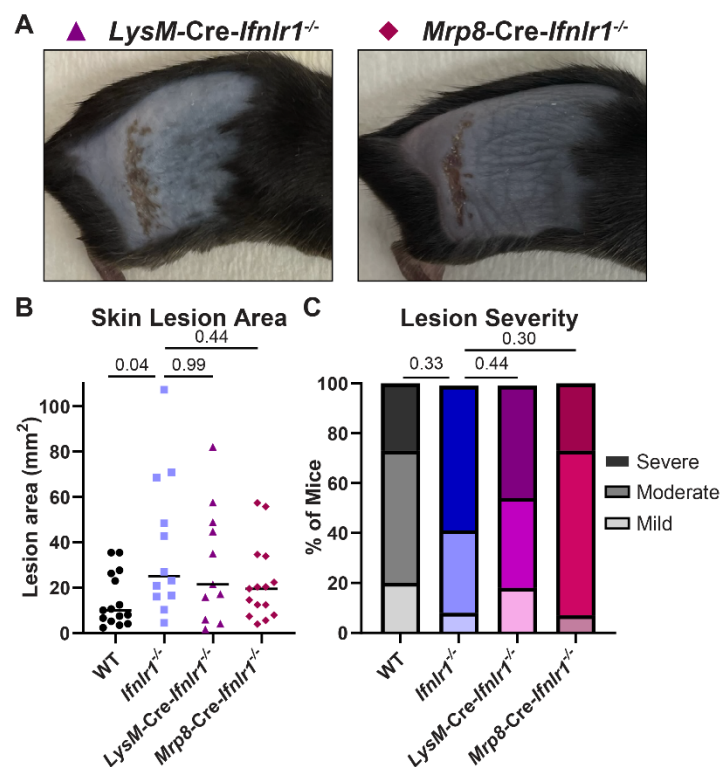 A ▲ LysM-Cre-Ifnlr1-/- ◆ Mrp8-Cre-Ifnlr1-/-
B Skin Lesion Area
0.44
0.04 0.99
Lesion area (mm²)
100
80
60
40
20
0
WT
Ifnlr1-/-
LysM-Cre-Ifnlr1-/-
Mrp8-Cre-Ifnlr1-/-
C Lesion Severity
0.30
0.33 0.44
% of Mice
100
80
60
40
20
0
WT
Ifnlr1-/-
LysM-Cre-Ifnlr1-/-
Mrp8-Cre-Ifnlr1-/-
Severe
Moderate
Mild